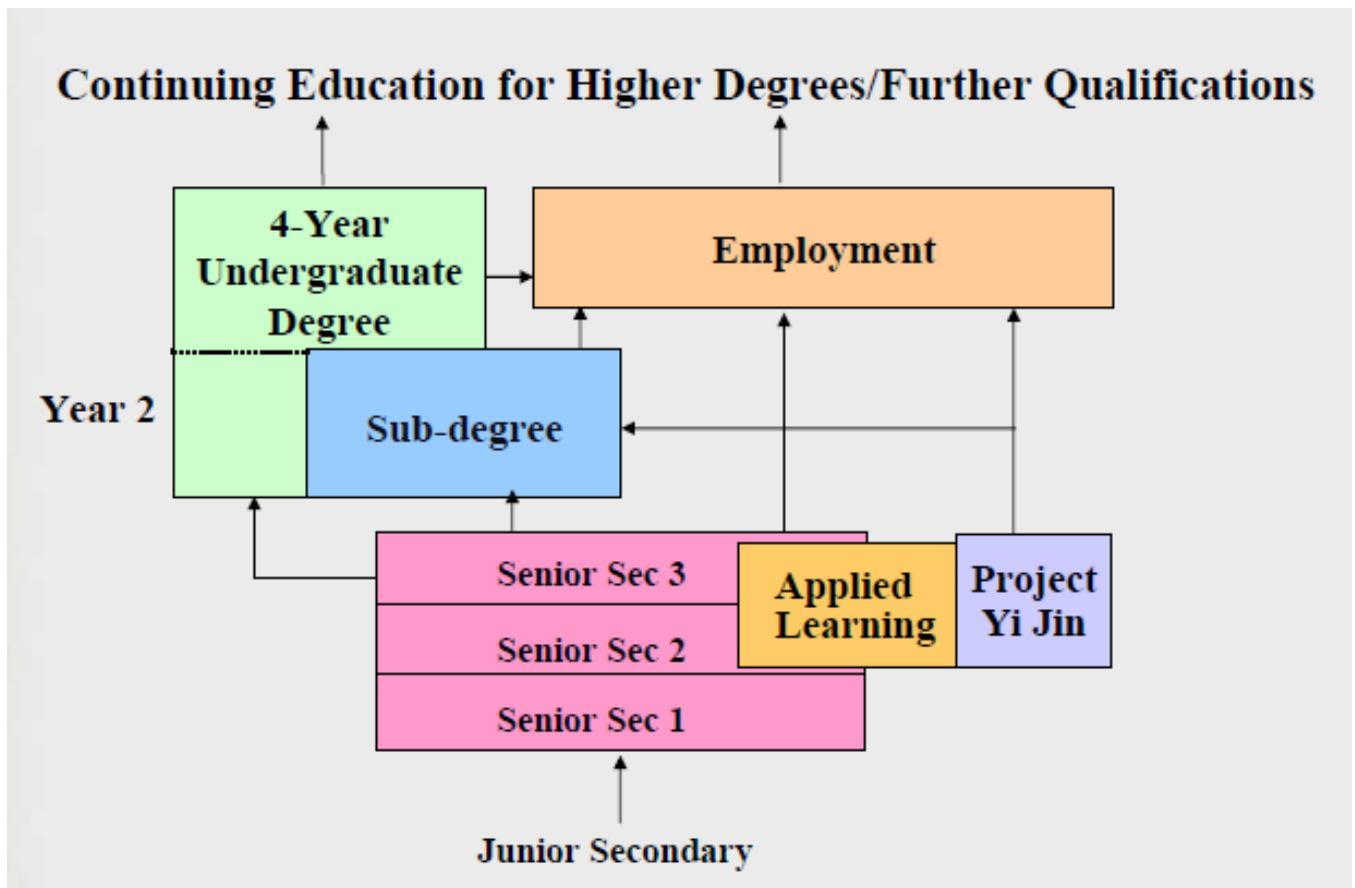 Continuing Education for Higher Degrees/Further Qualifications
4-Year
Undergraduate
Degree
Employment
Year 2
Sub-degree
Senior Sec 3
Applied
Learning
Project
Yi Jin
Senior Sec 2
Senior Sec 1
Junior Secondary